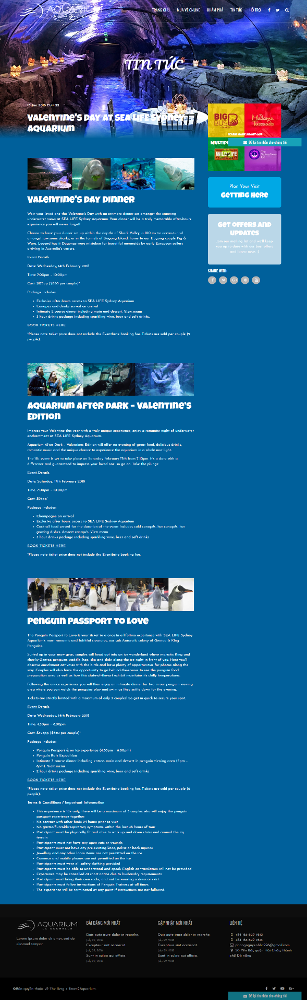 AQUARIUM
LA ROCHELLE
TRANG CHỦ MUA VÉ ONLINE KHÁM PHÁ TIN TỨC HỖ TRỢ
TIN TỨC
16 Jan 2018 15:44:22
Valentine's Day at SEA LIFE Sydney Aquarium
BIG BUS SYDNEY
Madame Tussauds
LEARN MORE ABOUT OUR
WILD LIFE
The Sydney Tower Eye
Để lại tin nhắn cho chúng tôi
Plan Your Visit
Getting Here
Get offers and
updates
Join our mailing list and we'll keep
you up-to-date with our best offers
and latest news :)
SHARE WITH:
Valentine's Day Dinner
Wow your loved one this Valentine's Day with an intimate dinner set amongst the stunning
underwater views at SEA LIFE Sydney Aquarium. Your dinner will be a truly memorable after-hours
experience you will never forget!
Choose to have your dinner set up within the depths of Shark Valley, a 100 metre ocean-tunnel
amongst jaw-some sharks, or in the tunnels of Dugong Island, home to our Dugong couple Pig &
Wuru. Legend has it Dugongs were mistaken for beautiful mermaids by early European sailors
arriving in Australia's waters.
Event Details
Date: Wednesday, 14th February 2018
Time: 7:00pm – 10:00pm
Cost: $175pp ($350 per couple)*
Package includes:
Exclusive after-hours access to SEA LIFE Sydney Aquarium
Canapés and drinks served on arrival
Intimate 2 course dinner including main and dessert. View menu
3 hour drinks package including sparkling wine, beer and soft drinks.
BOOK TICKETS HERE
*Please note ticket price does not include the Eventbrite booking fee. Tickets are sold per couple (2
people).
Aquarium After Dark – Valentine's
Edition
Impress your Valentine this year with a truly unique experience; enjoy a romantic night of underwater
enchantment at SEA LIFE Sydney Aquarium.
Aquarium After Dark – Valentines Edition will offer an evening of great food, delicious drinks,
romantic music and the unique chance to experience the aquarium in a whole new light.
The 18+ event is set to take place on Saturday February 17th from 7-10pm. It's a date with a
difference and guaranteed to impress your loved one, so go on. Take the plunge.
Event Details
Date: Saturday, 17th February 2018
Time: 7:00pm – 10:00pm
Cost: $95pp*
Package includes:
Champagne on arrival
Exclusive after hours access to SEA LIFE Sydney Aquarium
Cocktail food served for the duration of the event Includes cold canapés, hot canapés, hot
grazing dishes, dessert canapés. View menu
3 hour drinks package including sparkling wine, beer and soft drinks
BOOK TICKETS HERE
*Please note ticket price does not include the Eventbrite booking fee.
Penguin Passport to Love
The Penguin Passport to Love is your ticket to a once-in-a-lifetime experience with SEA LIFE Sydney
Aquarium's most romantic and faithful creatures, our sub-Antarctic colony of Gentoo & King
Penguins.
Suited up in your snow gear, couples will head out into an icy wonderland where majestic King and
cheeky Gentoo penguins waddle, hop, slip and slide along the ice right in front of you. Here you'll
observe enrichment activities with the birds and have plenty of opportunities for photos along the
way. Couples will also have the opportunity to go behind-the-scenes to see the penguin food
preparation area as well as how this state-of-the-art exhibit maintains its chilly temperatures.
Following the on-ice experience you will then enjoy an intimate dinner for two in our penguin viewing
area where you can watch the penguins play and swim as they settle down for the evening.
Tickets are strictly limited with a maximum of only 3 couples! So get in quick to secure your spot.
Event Details
Date: Wednesday, 14th February 2018
Time: 4.30pm – 8:00pm
Cost: $325pp ($650 per couple)*
Package includes:
Penguin Passport & on-ice experience (4.30pm – 6.00pm)
Penguin Raft Expedition
Intimate 3 course dinner including entree, main and dessert in penguin viewing area (6pm –
8pm). View menu
2 hour drinks package including sparkling wine, beer and soft drinks
BOOK TICKETS HERE
*Please note ticket price does not include the Eventbrite booking fee. Tickets are sold per couple (2
people).
Terms & Conditions / Important Information
This experience is 18+ only; there will be a maximum of 3 couples who will enjoy the penguin
passport experience together.
No contact with other birds 24 hours prior to visit
No gastro/flu/cold/respiratory symptoms within the last 48 hours of tour
Participant must be physically fit and able to walk up and down stairs and around the icy
terrain
Participants must not have any open cuts or wounds
Participant must not have any pre-existing knee, pelvic or back injuries
Jewellery and any other loose items are not permitted on the ice
Cameras and mobile phones are not permitted on the ice
Participants must wear all safety clothing provided
Participants must be able to understand and speak English as translators will not be provided
Experience may be cancelled at short notice due to husbandry requirements
Participant must bring their own socks, and not be wearing a dress or skirt
Participants must follow instructions of Penguin Trainers at all times
The experience will be terminated at any point if instructions are not followed
AQUARIUM
LA ROCHELLE
Lorem ipsum dolor sit amet, sed do
eiusmod tempor.
BÀI ĐĂNG MỚI NHẤT
Duis aute irure dolor in reprehe.
July 22, 2018
Excepteur sint occaecat.
July 22, 2018
Sunt in culpa qui officia.
July 22, 2018
CẬP NHẬT MỚI NHẤT
Duis aute irure dolor in reprehe.
July 22, 2018
Excepteur sint occaecat.
July 22, 2018
Sunt in culpa qui officia.
July 22, 2018
LIÊN HỆ
+84 163 629 7612
+84 163 629 7613
phongnguyenhh.1996@gmail.com
50 Yên Bái, quận Hải Châu, thành
phố Đà nẵng.
©Bản quyền thuộc về The Berg + Team2Aquarium.
Để lại tin nhắn cho chúng tôi